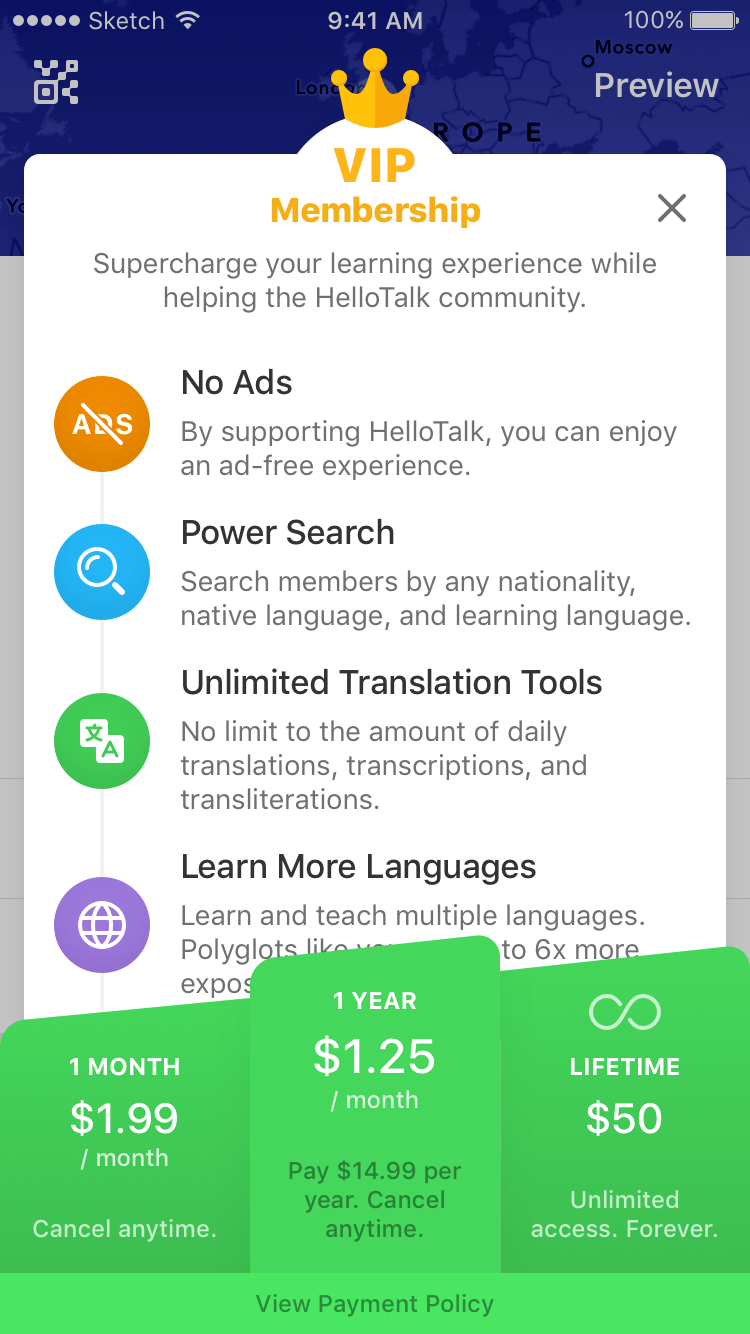 Sketch 9:41 AM 100%
Moscow
Preview
ROPE
VIP
Membership
Supercharge your learning experience while
helping the HelloTalk community.
No Ads
ADS
By supporting HelloTalk, you can enjoy
an ad-free experience.
Power Search
Search members by any nationality,
native language, and learning language.
Unlimited Translation Tools
文
A
No limit to the amount of daily
translations, transcriptions, and
transliterations.
Learn More Languages
Learn and teach multiple languages.
Polyglots like to 6x more
1 MONTH
$1.99
/ month
Cancel anytime.
1 YEAR
$1.25
/ month
Pay $14.99 per
year. Cancel
anytime.
LIFETIME
$50
Unlimited
access. Forever.
View Payment Policy